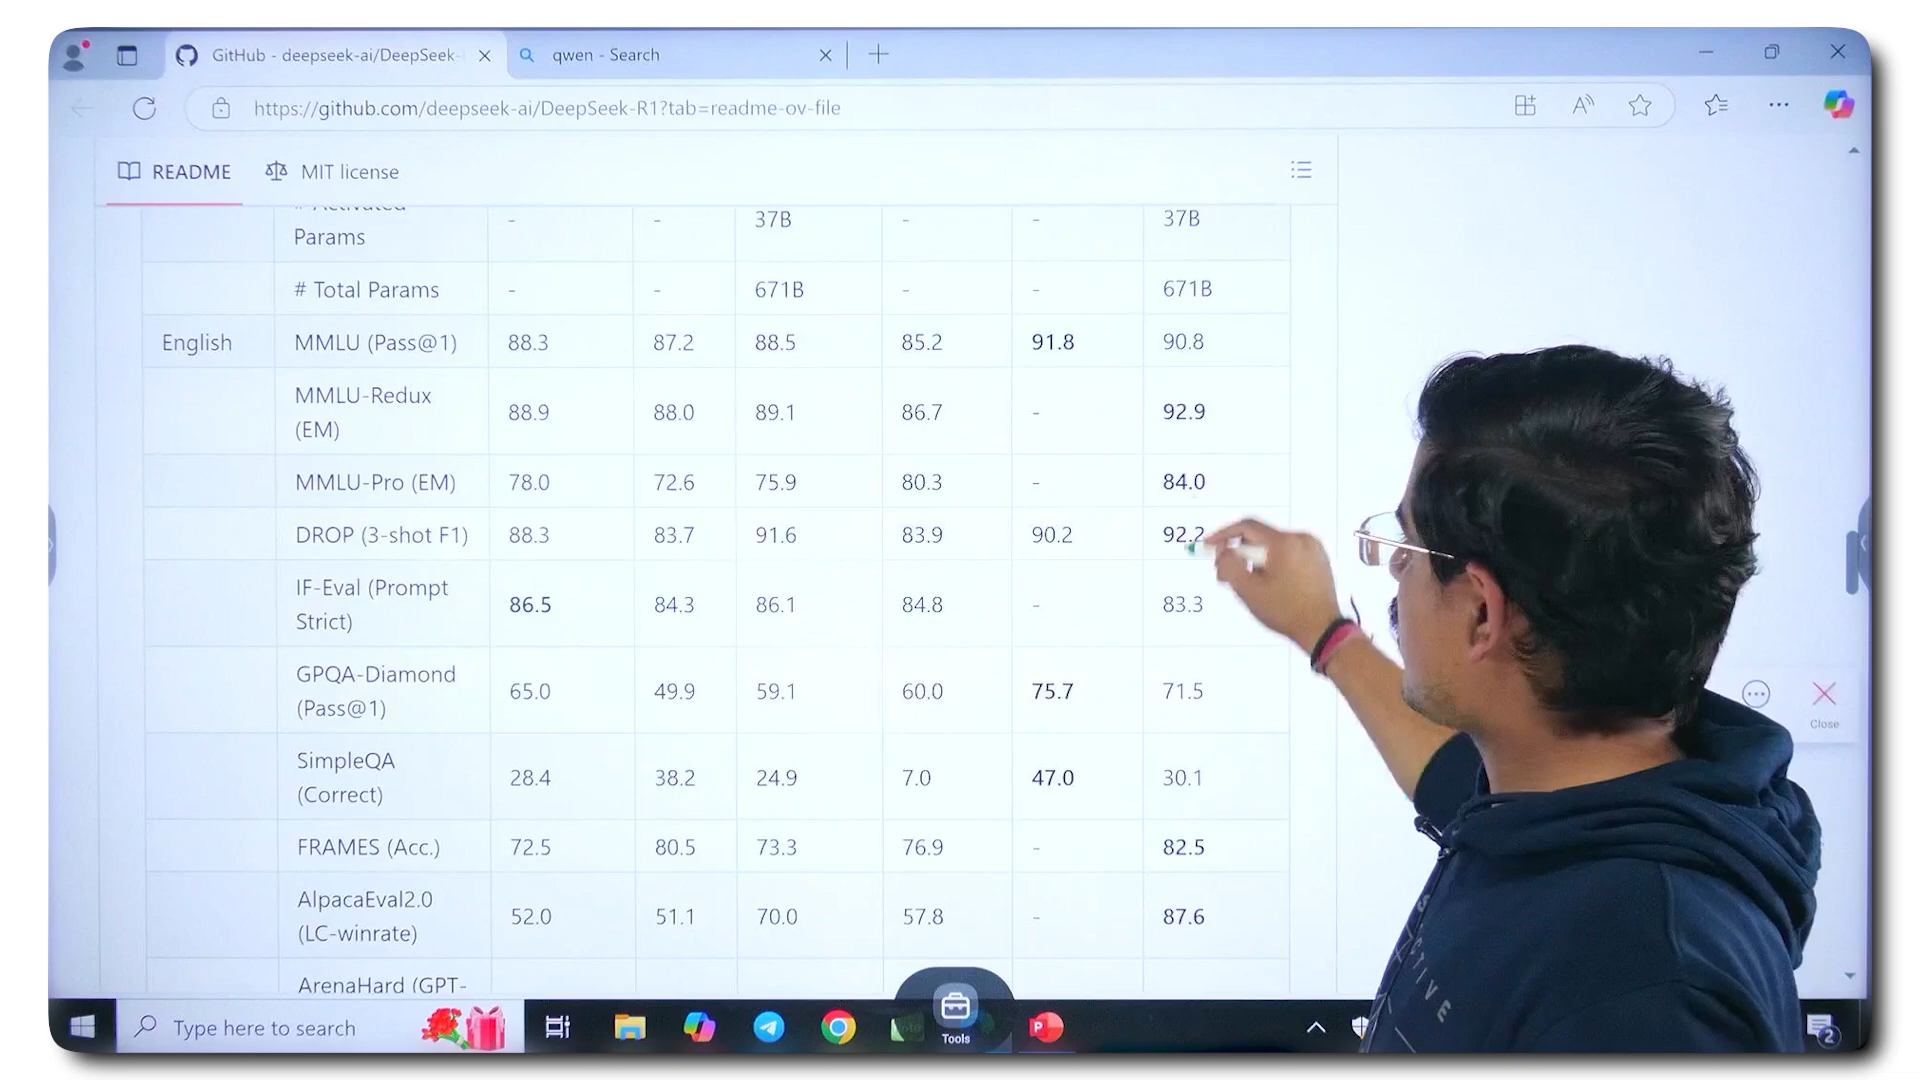 GitHub - deepseek-ai/DeepSeek-
qwen - Search
https://github.com/deepseek-ai/DeepSeek-R1?tab=readme-ov-file
README
MIT license
# Activated Params - - 37B - - 37B
# Total Params - - 671B - - 671B
English MMLU (Pass@1) 88.3 87.2 88.5 85.2 91.8 90.8
MMLU-Redux (EM) 88.9 88.0 89.1 86.7 - 92.9
MMLU-Pro (EM) 78.0 72.6 75.9 80.3 - 84.0
DROP (3-shot F1) 88.3 83.7 91.6 83.9 90.2 92.2
IF-Eval (Prompt Strict) 86.5 84.3 86.1 84.8 - 83.3
GPQA-Diamond (Pass@1) 65.0 49.9 59.1 60.0 75.7 71.5
SimpleQA (Correct) 28.4 38.2 24.9 7.0 47.0 30.1
FRAMES (Acc.) 72.5 80.5 73.3 76.9 - 82.5
AlpacaEval2.0 (LC-winrate) 52.0 51.1 70.0 57.8 - 87.6
ArenaHard (GPT-
Close
Type here to search
Tools
2